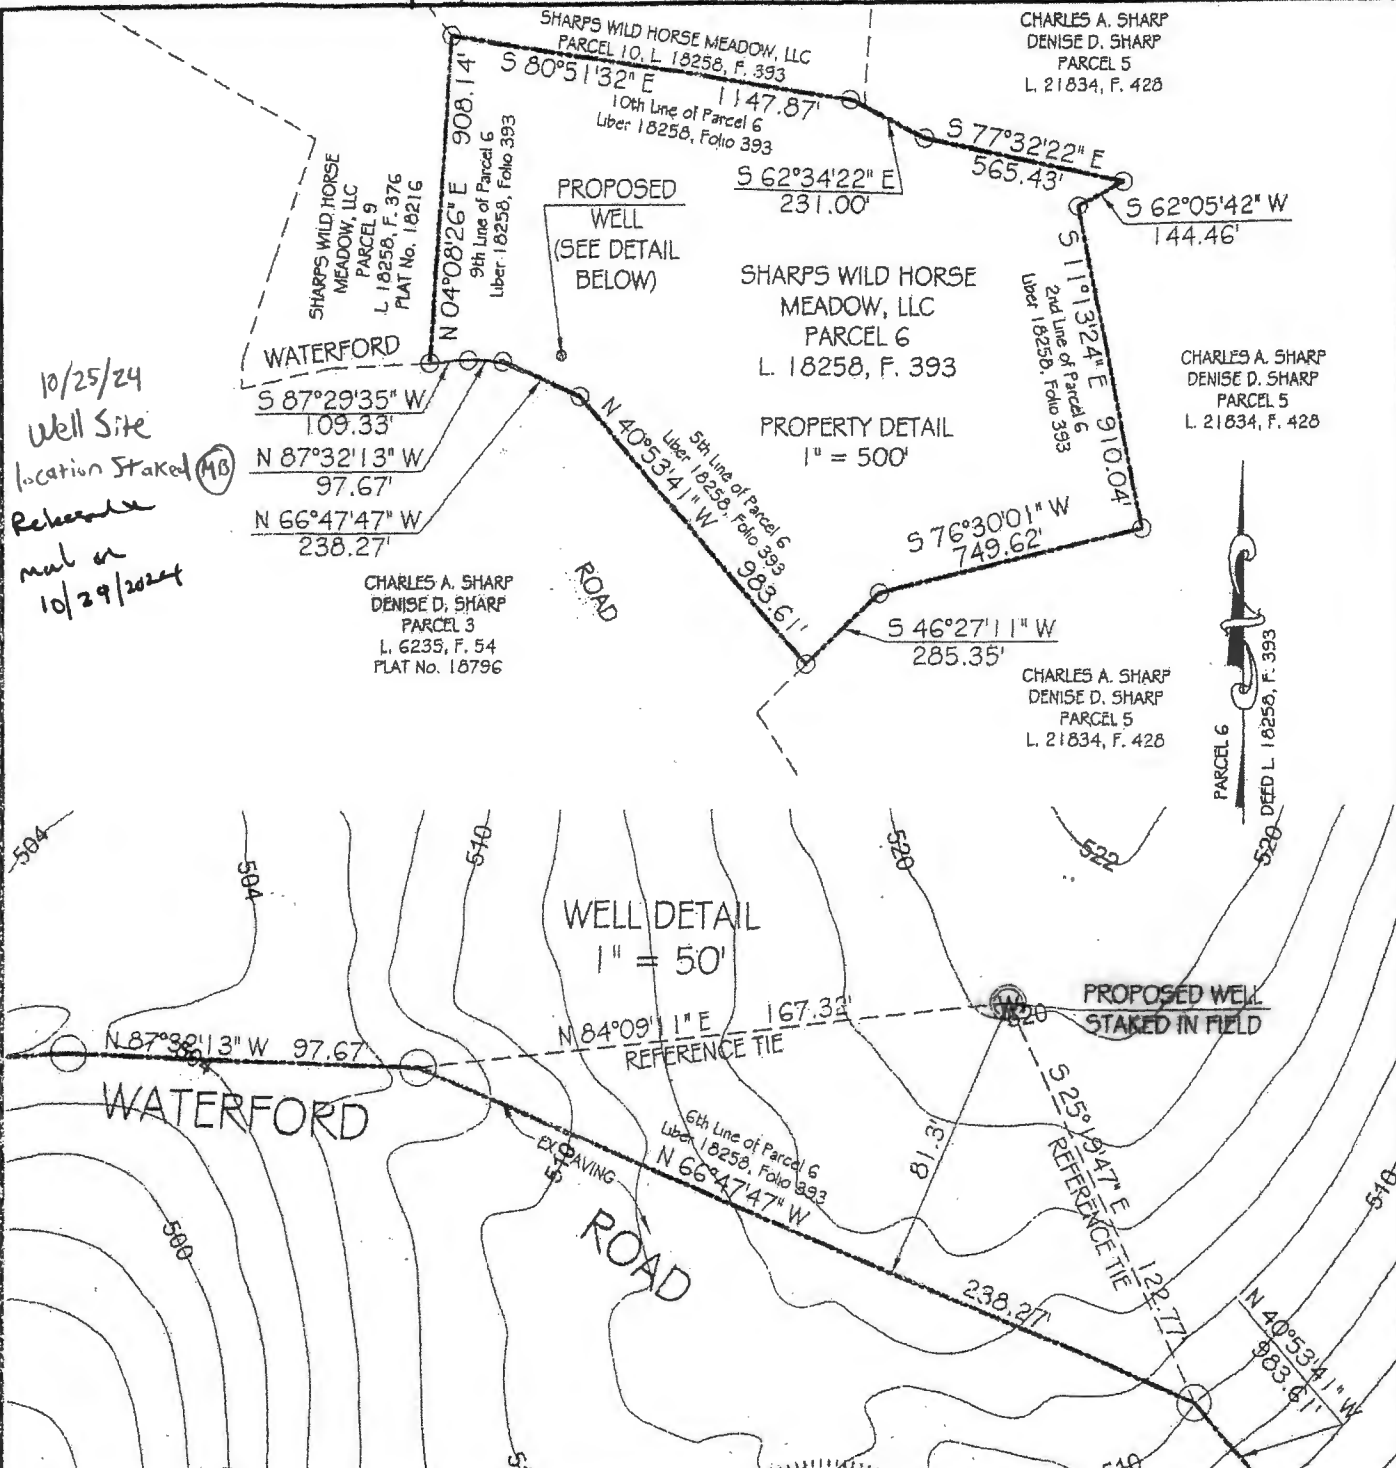 SHARPS WILD HORSE MEADOW, LLC
PARCEL 10, L. 18258, F. 393
S 80°51'32" E 1147.87'
10th Line of Parcel 6
Liber 18258, Folio 393
CHARLES A. SHARP
DENISE D. SHARP
PARCEL 5
L. 21834, F. 428
S 77°32'22" E
565.43'
S 62°34'22" E
231.00'
S 62°05'42" W
144.46'
N 04°08'26" E 908.14'
9th Line of Parcel 6
Liber 18258, Folio 393
SHARPS WILD HORSE
MEADOW, LLC
PARCEL 9
L. 18258, F. 376
PLAT No. 18216
PROPOSED
WELL
(SEE DETAIL
BELOW)
SHARPS WILD HORSE
MEADOW, LLC
PARCEL 6
L. 18258, F. 393
S 11°13'24" E 910.04'
2nd Line of Parcel 6
Liber 18258, Folio 393
WATERFORD
10/25/24
Well Site
location Staked MB
S 87°29'35" W
109.33'
N 87°32'13" W
97.67'
N 66°47'47" W
238.27'
10/29/2024
PROPERTY DETAIL
1" = 500'
CHARLES A. SHARP
DENISE D. SHARP
PARCEL 5
L. 21834, F. 428
5th Line of Parcel 6
Liber 18258, Folio 393
N 40°53'41" W 983.61'
S 76°30'01" W
749.62'
ROAD
CHARLES A. SHARP
DENISE D. SHARP
PARCEL 3
L. 6235, F. 54
PLAT No. 18796
S 46°27'11" W
285.35'
CHARLES A. SHARP
DENISE D. SHARP
PARCEL 5
L. 21834, F. 428
PARCEL 6
DEED L. 18258, F. 393
504
504
510
520
522
520
WELL DETAIL
1" = 50'
PROPOSED WELL
STAKED IN FIELD
W
520
N 84°09'11" E 167.32'
REFERENCE TIE
N 87°32'13" W 97.67'
504
WATERFORD
6th Line of Parcel 6
Liber 18258, Folio 393
N 66°47'47" W
238.27'
81.3'
S 25°19'47" E 122.77'
REFERENCE TIE
EX. PAVING
510
500
510
ROAD
N 40°53'41" W
983.61'
510